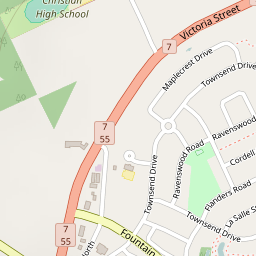 Christian
High School
Victoria Street
7
Maplecrest Drive
Townsend Drive
7
55
Ravenswood
Ravenswood Road
Cordell
Townsend Drive
Flanders Road
La Salle
Townsend Drive
7
55
Fountain
orth